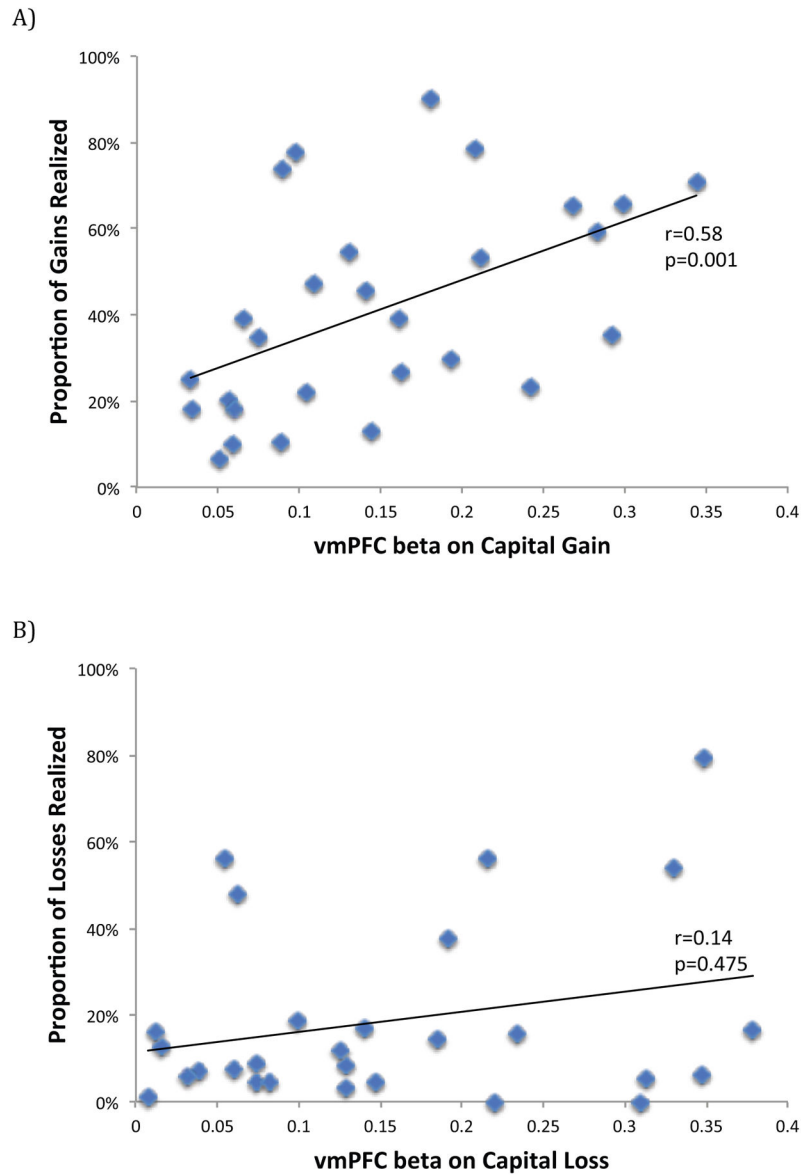 A)
100%
80%
60%
40%
20%
0%
Proportion of Gains Realized
r=0.58
p=0.001
0 0.05 0.1 0.15 0.2 0.25 0.3 0.35 0.4
vmPFC beta on Capital Gain
B)
100%
80%
60%
40%
20%
0%
Proportion of Losses Realized
r=0.14
p=0.475
0 0.05 0.1 0.15 0.2 0.25 0.3 0.35 0.4
vmPFC beta on Capital Loss